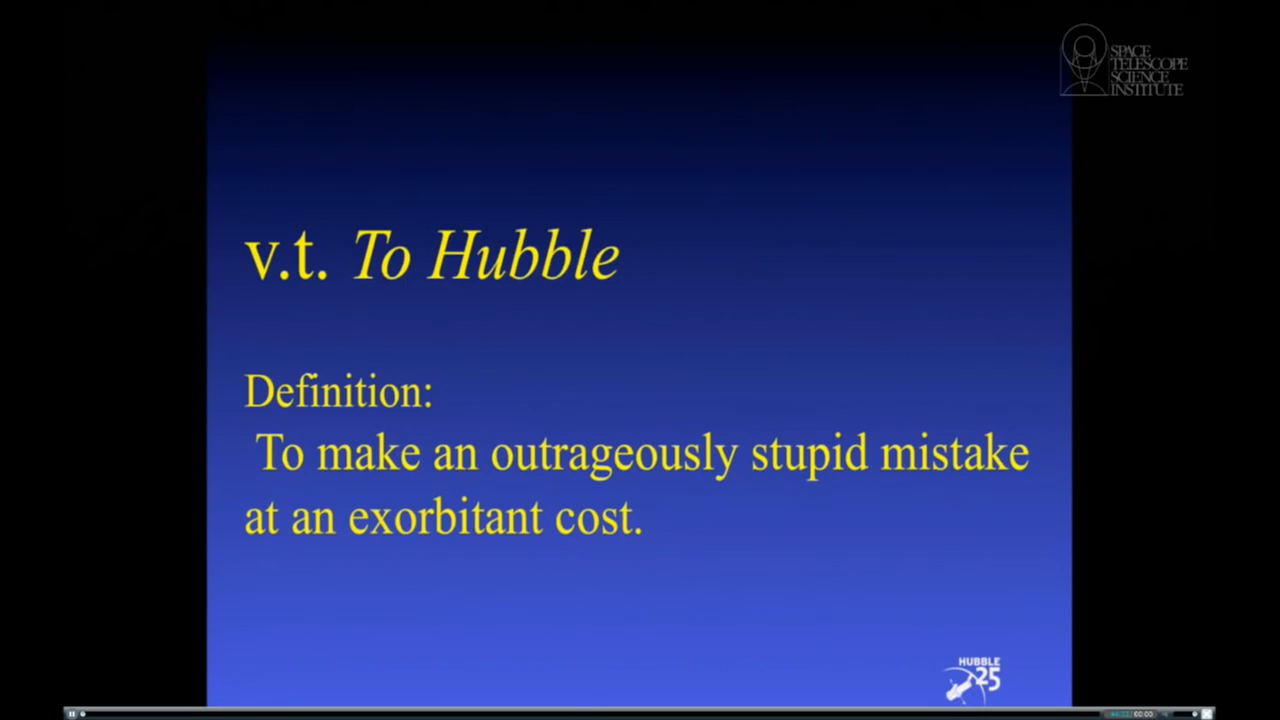 SPACE
TELESCOPE
SCIENCE
INSTITUTE
v.t. To Hubble
Definition:
To make an outrageously stupid mistake
at an exorbitant cost.
HUBBLE
25